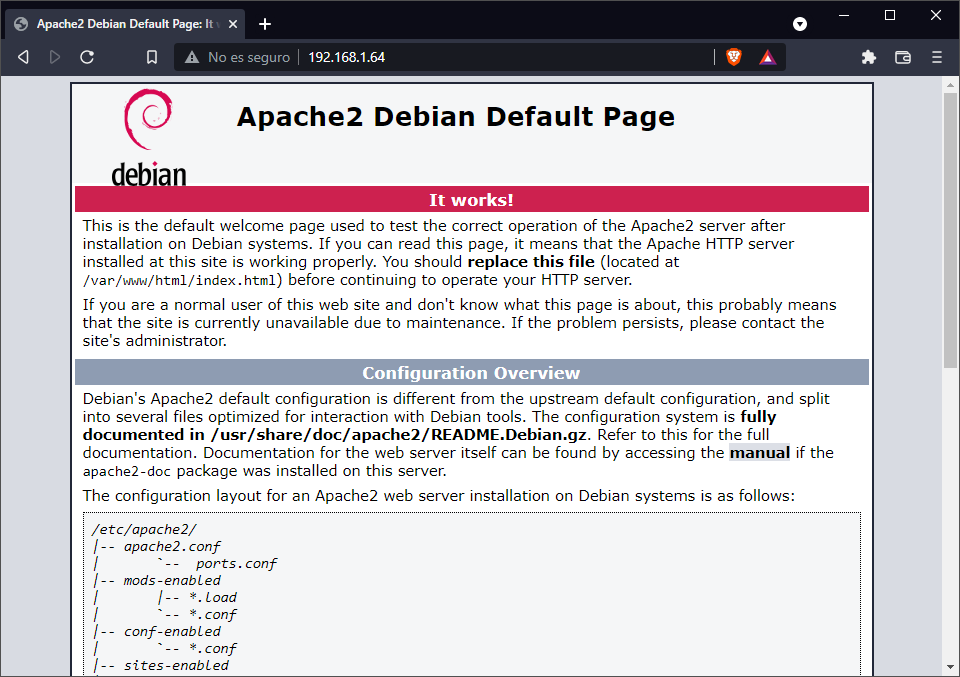 Apache2 Debian Default Page: It
No es seguro
192.168.1.64
debian
Apache2 Debian Default Page
It works!
This is the default welcome page used to test the correct operation of the Apache2 server after
installation on Debian systems. If you can read this page, it means that the Apache HTTP server
installed at this site is working properly. You should replace this file (located at
/var/www/html/index.html) before continuing to operate your HTTP server.
If you are a normal user of this web site and don't know what this page is about, this probably means
that the site is currently unavailable due to maintenance. If the problem persists, please contact the
site's administrator.
Configuration Overview
Debian's Apache2 default configuration is different from the upstream default configuration, and split
into several files optimized for interaction with Debian tools. The configuration system is fully
documented in /usr/share/doc/apache2/README.Debian.gz. Refer to this for the full
documentation. Documentation for the web server itself can be found by accessing the manual if the
apache2-doc package was installed on this server.
The configuration layout for an Apache2 web server installation on Debian systems is as follows:
/etc/apache2/
|-- apache2.conf
|       `--  ports.conf
|-- mods-enabled
|       |-- *.load
|       `-- *.conf
|-- conf-enabled
|       `-- *.conf
|-- sites-enabled